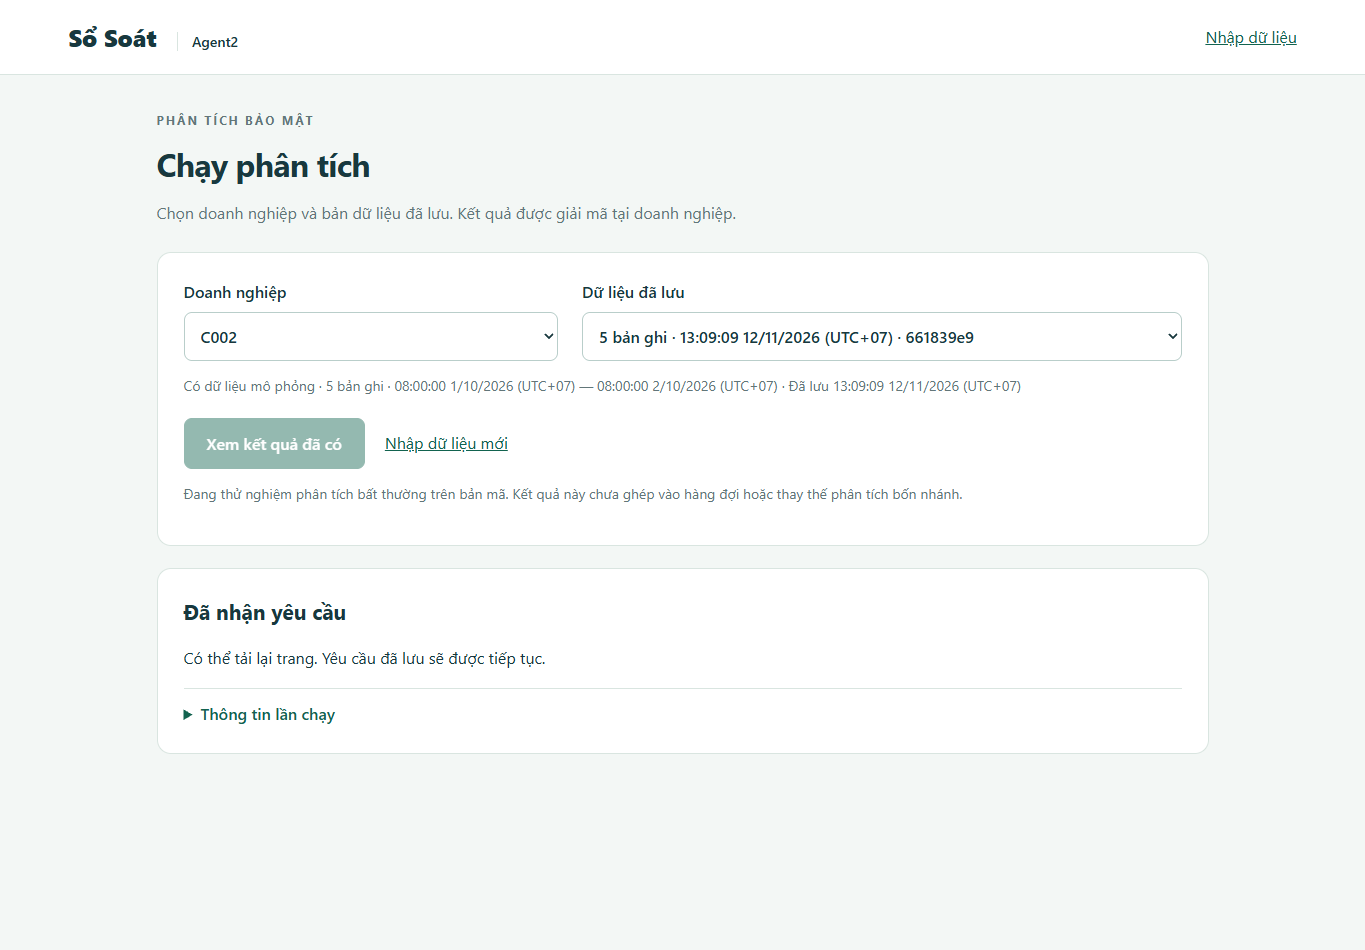 Sổ Soát
Agent2
Nhập dữ liệu
PHÂN TÍCH BẢO MẬT
Chạy phân tích
Chọn doanh nghiệp và bản dữ liệu đã lưu. Kết quả được giải mã tại doanh nghiệp.
Doanh nghiệp
Dữ liệu đã lưu
C002
5 bản ghi · 13:09:09 12/11/2026 (UTC+07) · 661839e9
Có dữ liệu mô phỏng · 5 bản ghi · 08:00:00 1/10/2026 (UTC+07) — 08:00:00 2/10/2026 (UTC+07) · Đã lưu 13:09:09 12/11/2026 (UTC+07)
Xem kết quả đã có
Nhập dữ liệu mới
Đang thử nghiệm phân tích bất thường trên bản mã. Kết quả này chưa ghép vào hàng đợi hoặc thay thế phân tích bốn nhánh.
Đã nhận yêu cầu
Có thể tải lại trang. Yêu cầu đã lưu sẽ được tiếp tục.
Thông tin lần chạy